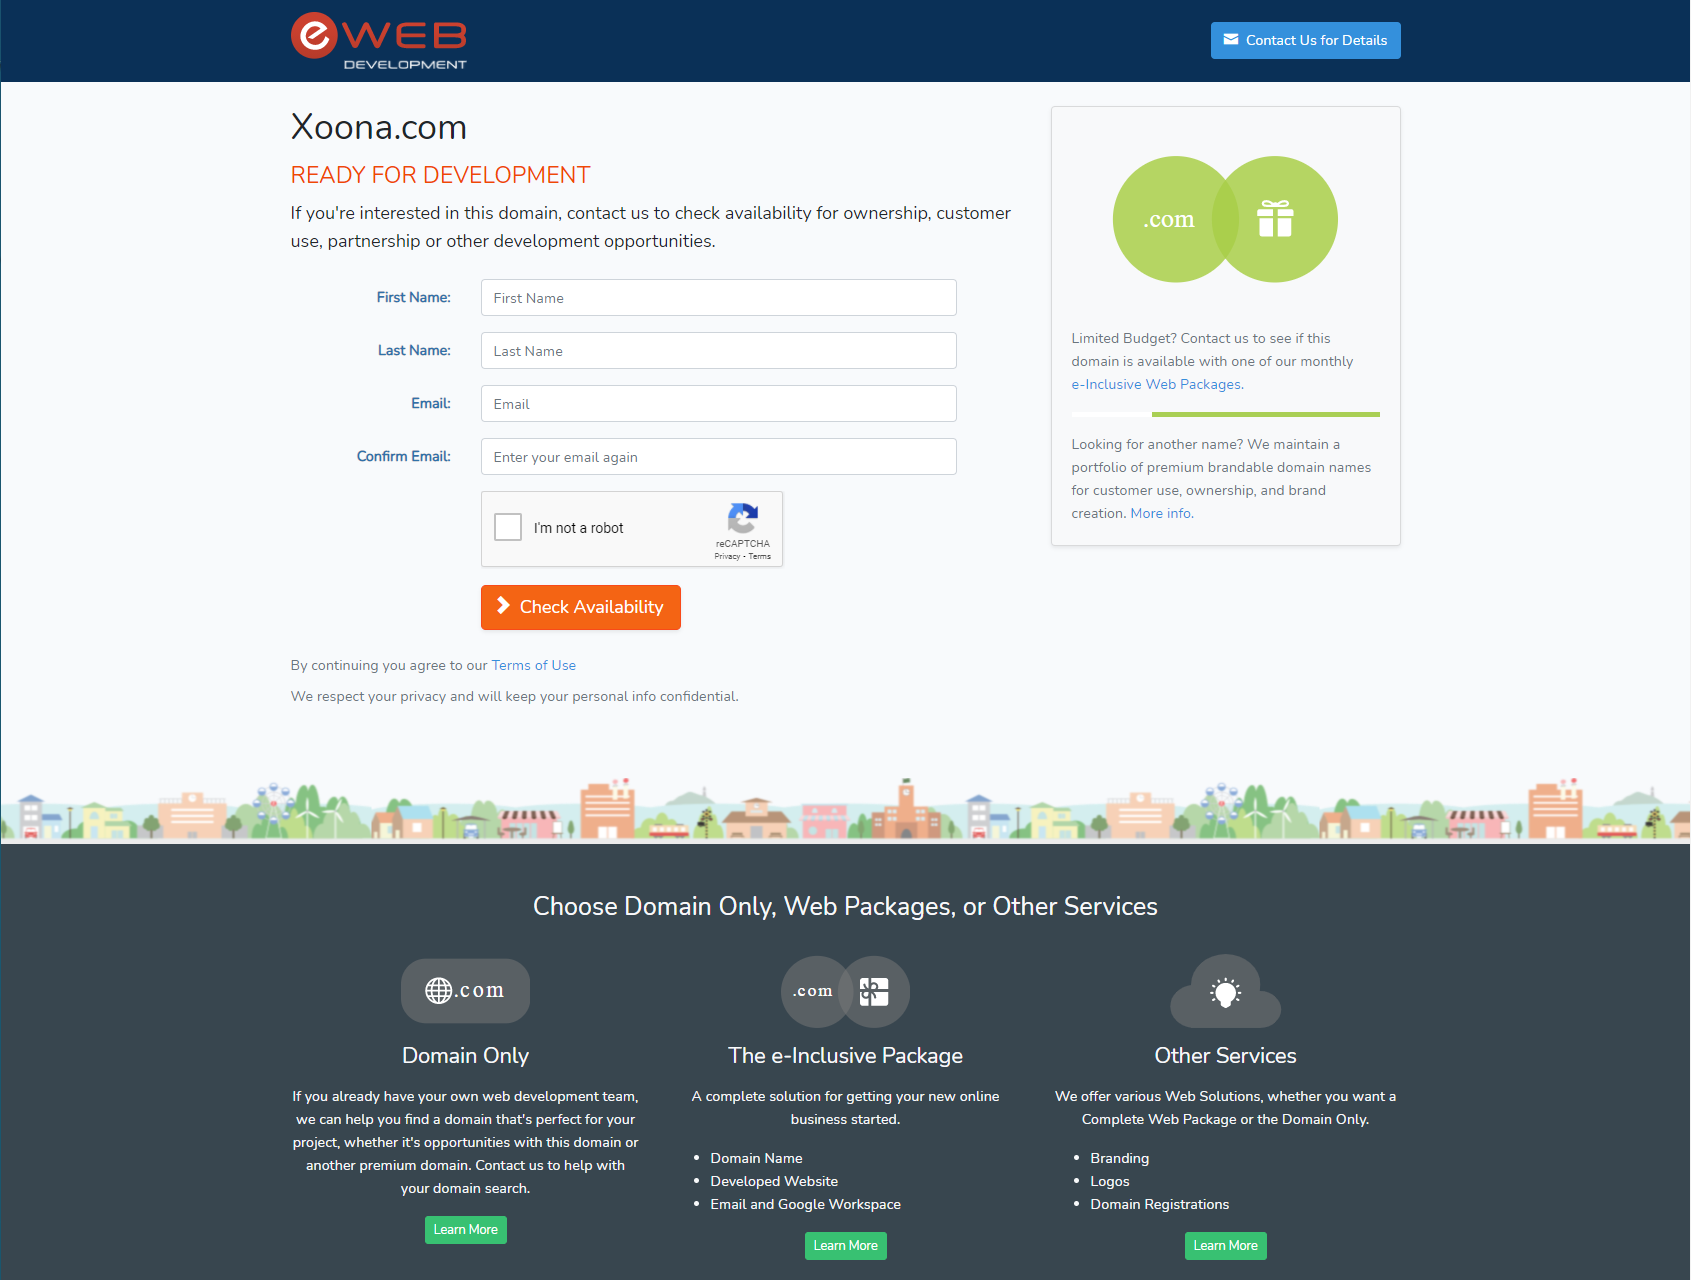 eWEB
DEVELOPMENT
Contact Us for Details
Xoona.com
READY FOR DEVELOPMENT
If you're interested in this domain, contact us to check availability for ownership, customer
use, partnership or other development opportunities.
First Name:
First Name
Last Name:
Last Name
Email:
Email
Confirm Email:
Enter your email again
I'm not a robot
reCAPTCHA
Privacy - Terms
Check Availability
By continuing you agree to our Terms of Use
We respect your privacy and will keep your personal info confidential.
.com
Limited Budget? Contact us to see if this
domain is available with one of our monthly
e-Inclusive Web Packages.
Looking for another name? We maintain a
portfolio of premium brandable domain names
for customer use, ownership, and brand
creation. More info.
Choose Domain Only, Web Packages, or Other Services
.com
Domain Only
If you already have your own web development team,
we can help you find a domain that's perfect for your
project, whether it's opportunities with this domain or
another premium domain. Contact us to help with
your domain search.
Learn More
.com
The e-Inclusive Package
A complete solution for getting your new online
business started.
• Domain Name
• Developed Website
• Email and Google Workspace
Learn More
Other Services
We offer various Web Solutions, whether you want a
Complete Web Package or the Domain Only.
• Branding
• Logos
• Domain Registrations
Learn More